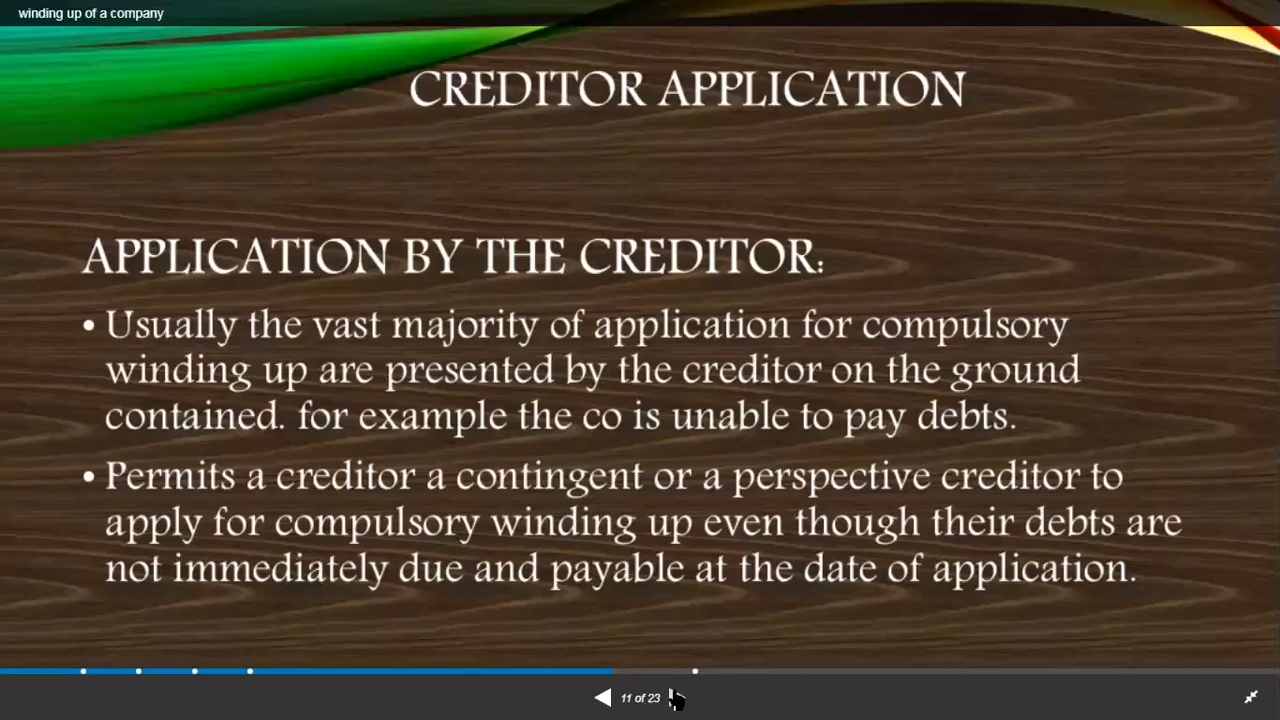 winding up of a company
CREDITOR APPLICATION
APPLICATION BY THE CREDITOR:
• Usually the vast majority of application for compulsory
winding up are presented by the creditor on the ground
contained. for example the co is unable to pay debts.
• Permits a creditor a contingent or a perspective creditor to
apply for compulsory winding up even though their debts are
not immediately due and payable at the date of application.
11 of 23